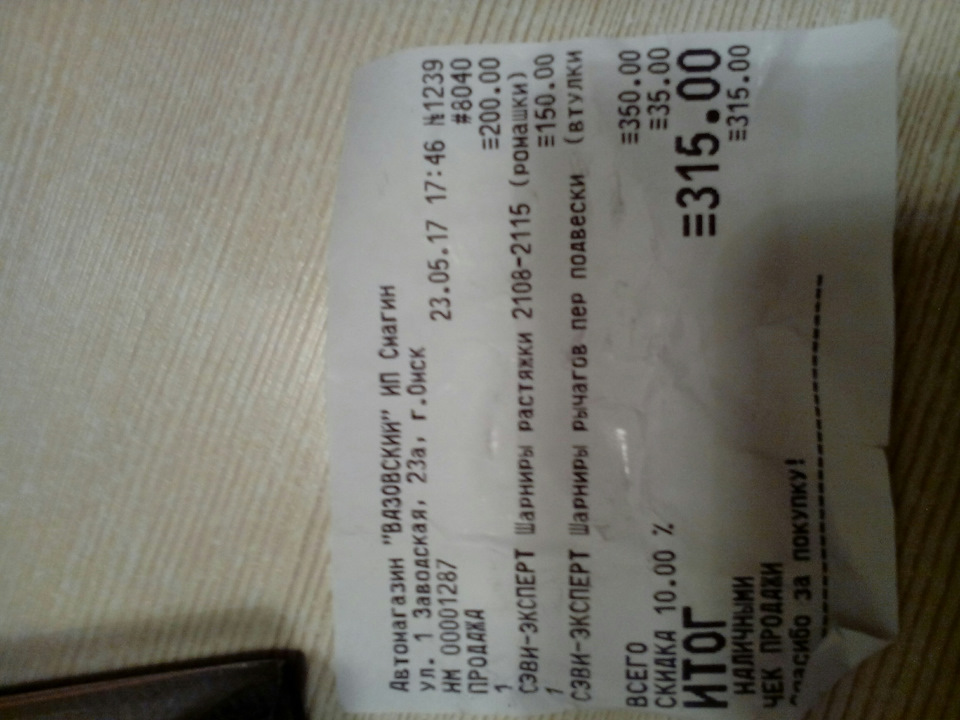 Автомагазин "ВАЗОВСКИЙ" ИП Смагин
ул. 1 Заводская, 23а, г.Омск
НМ 00001287 23.05.17 17:46 №1239
ПРОДАЖА #8040
1 ≡200.00
СЭВИ-ЭКСПЕРТ Шарниры растяжки 2108-2115 (ромашки)
1 ≡150.00
СЭВИ-ЭКСПЕРТ Шарниры рычагов пер подвески (втулки
ВСЕГО ≡350.00
СКИДКА 10.00 % ≡35.00
ИТОГ ≡315.00
НАЛИЧНЫМИ ≡315.00
ЧЕК ПРОДАЖИ
Спасибо за покупку!